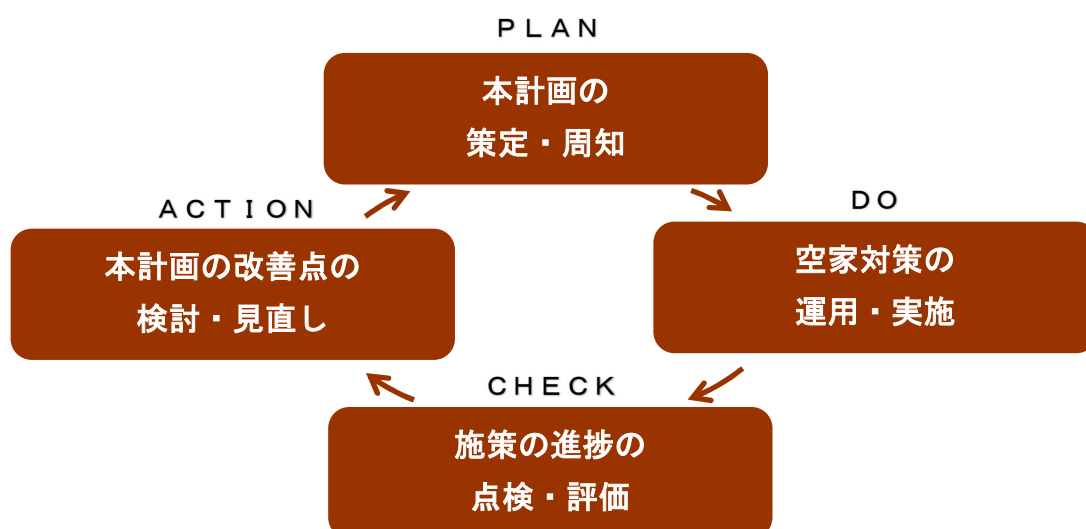 ＰＬＡＮ
本計画の
策定・周知
ＤＯ
空家対策の
運用・実施
ＣＨＥＣＫ
施策の進捗の
点検・評価
ＡＣＴＩＯＮ
本計画の改善点の
検討・見直し